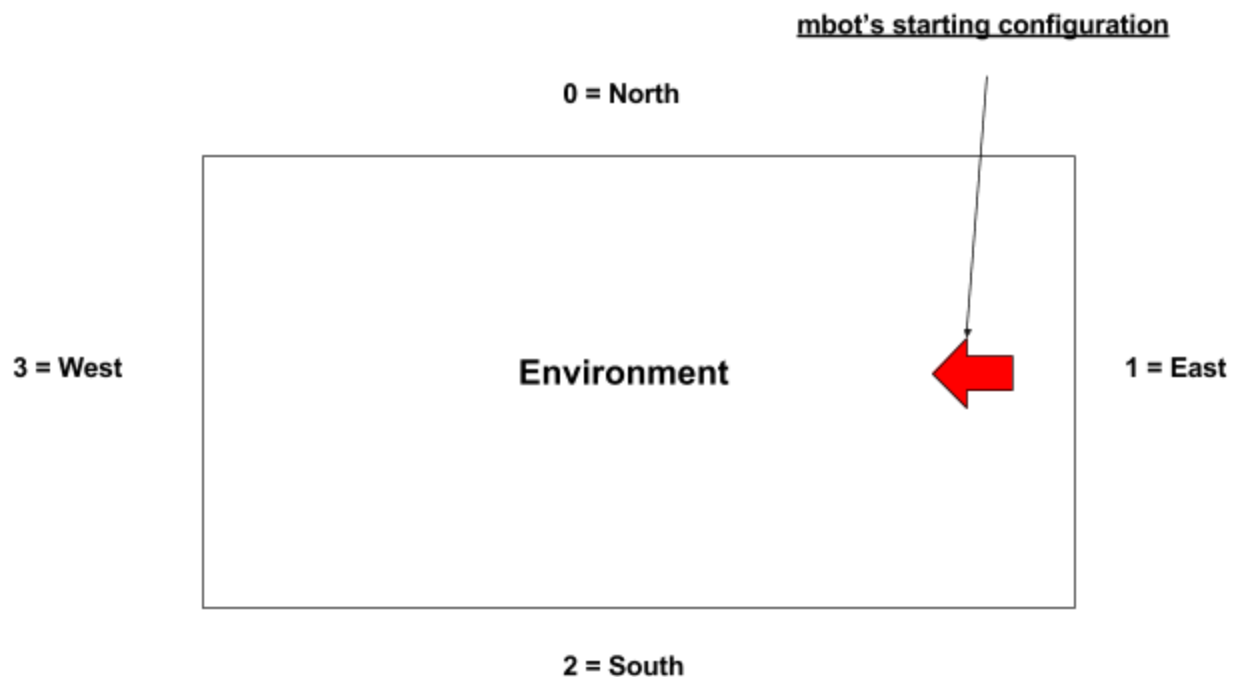 mbot's starting configuration
0 = North
3 = West
Environment
1 = East
2 = South